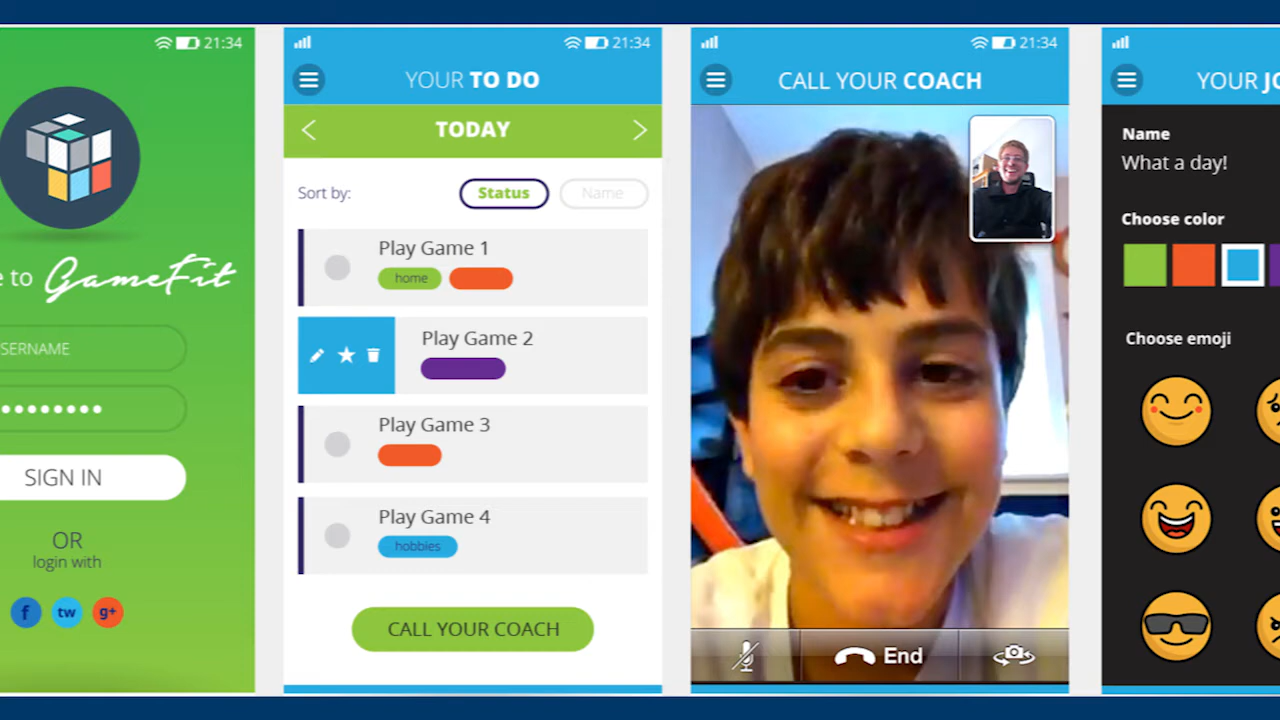 21:34
e to GameFit
SERNAME
SIGN IN
OR
login with
f tw g+
21:34
YOUR TO DO
TODAY
Sort by: Status Name
Play Game 1
home
Play Game 2
Play Game 3
Play Game 4
hobbies
CALL YOUR COACH
21:34
CALL YOUR COACH
End
YOUR JO
Name
What a day!
Choose color
Choose emoji